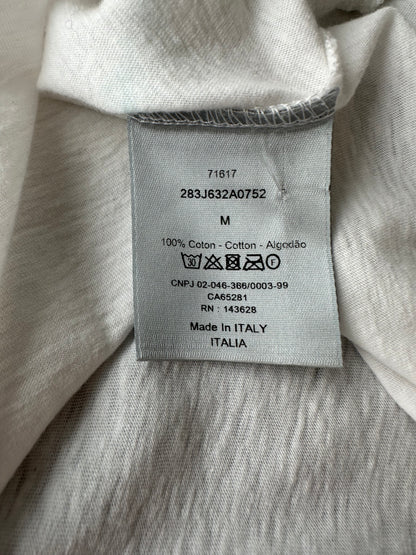 71617
283J632A0752
M
100% Coton - Cotton - Algodão
30 F
CNPJ 02-046-366/0003-99
CA65281
RN : 143628
Made In ITALY
ITALIA